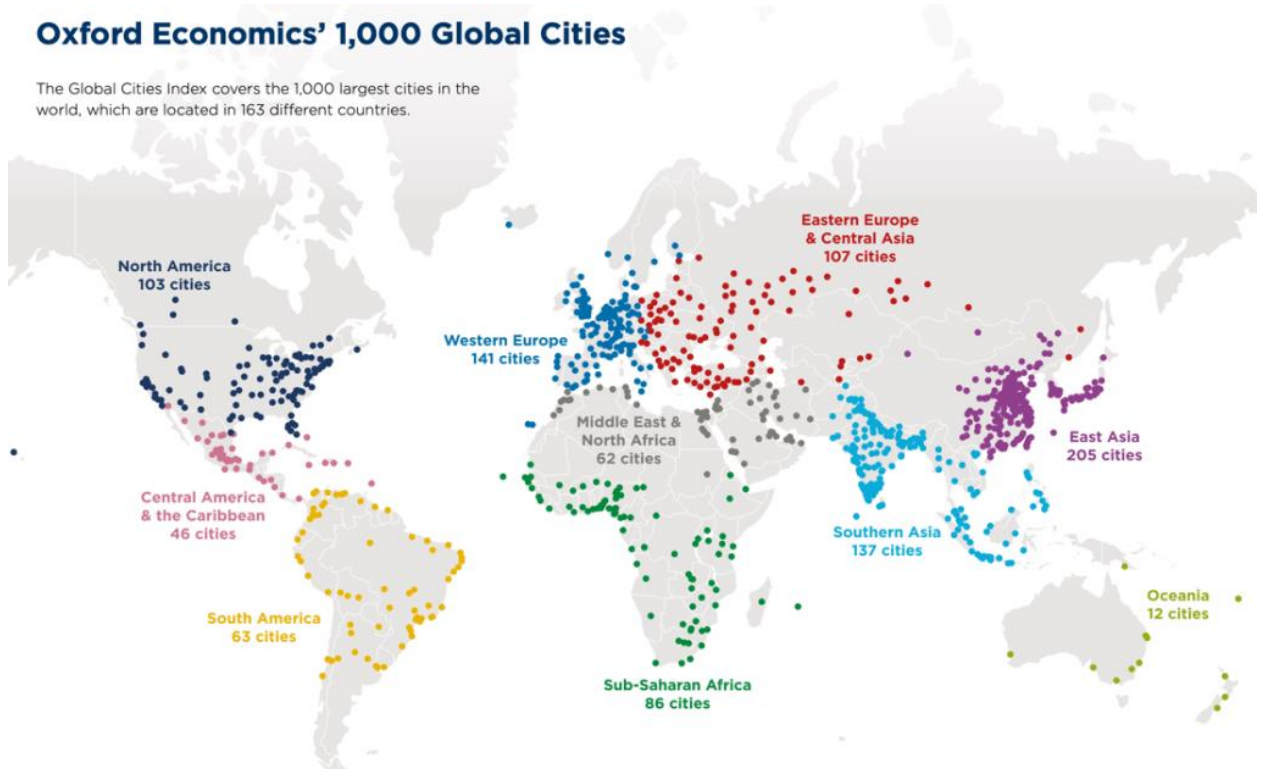 Oxford Economics’ 1,000 Global Cities
The Global Cities Index covers the 1,000 largest cities in the
world, which are located in 163 different countries.
Eastern Europe
& Central Asia
107 cities
North America
103 cities
Western Europe
141 cities
Middle East &
North Africa
62 cities
East Asia
205 cities
Central America
& the Caribbean
46 cities
Southern Asia
137 cities
Oceania
12 cities
South America
63 cities
Sub-Saharan Africa
86 cities